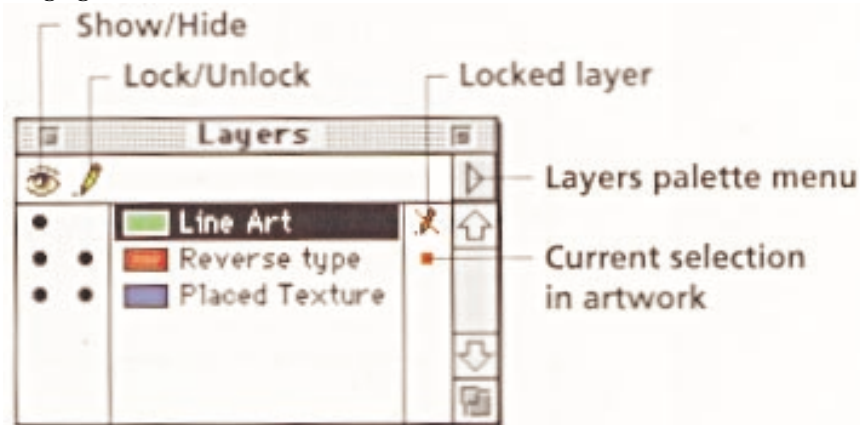 Show/Hide
Lock/Unlock
Locked layer
Layers
Layers palette menu
Line Art
Reverse type
Current selection
in artwork
Placed Texture